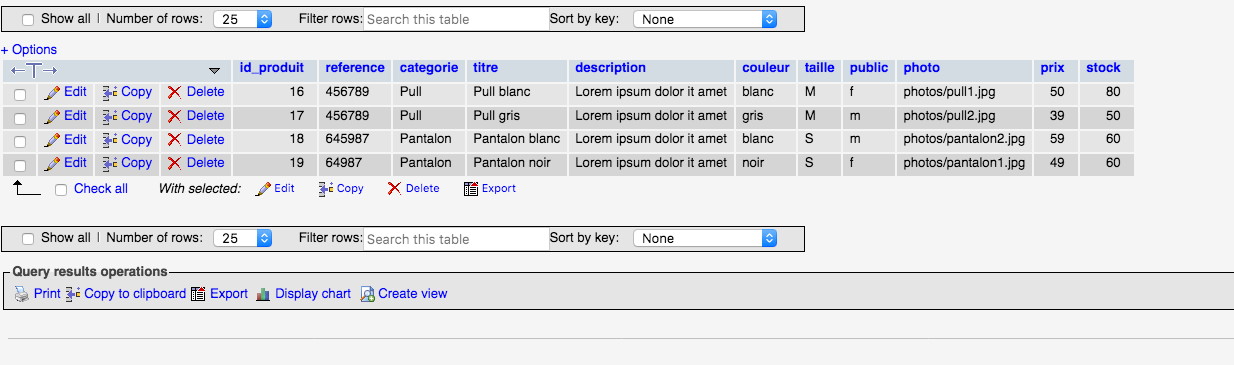 Show all | Number of rows: 25 Filter rows: Search this table Sort by key: None
+ Options
id_produit reference categorie titre description couleur taille public photo prix stock
Edit Copy Delete 16 456789 Pull Pull blanc Lorem ipsum dolor it amet blanc M f photos/pull1.jpg 50 80
Edit Copy Delete 17 456789 Pull Pull gris Lorem ipsum dolor it amet gris M m photos/pull2.jpg 39 50
Edit Copy Delete 18 645987 Pantalon Pantalon blanc Lorem ipsum dolor it amet blanc S m photos/pantalon2.jpg 59 60
Edit Copy Delete 19 64987 Pantalon Pantalon noir Lorem ipsum dolor it amet noir S f photos/pantalon1.jpg 49 60
Check all With selected: Edit Copy Delete Export
Show all | Number of rows: 25 Filter rows: Search this table Sort by key: None
Query results operations
Print Copy to clipboard Export Display chart Create view